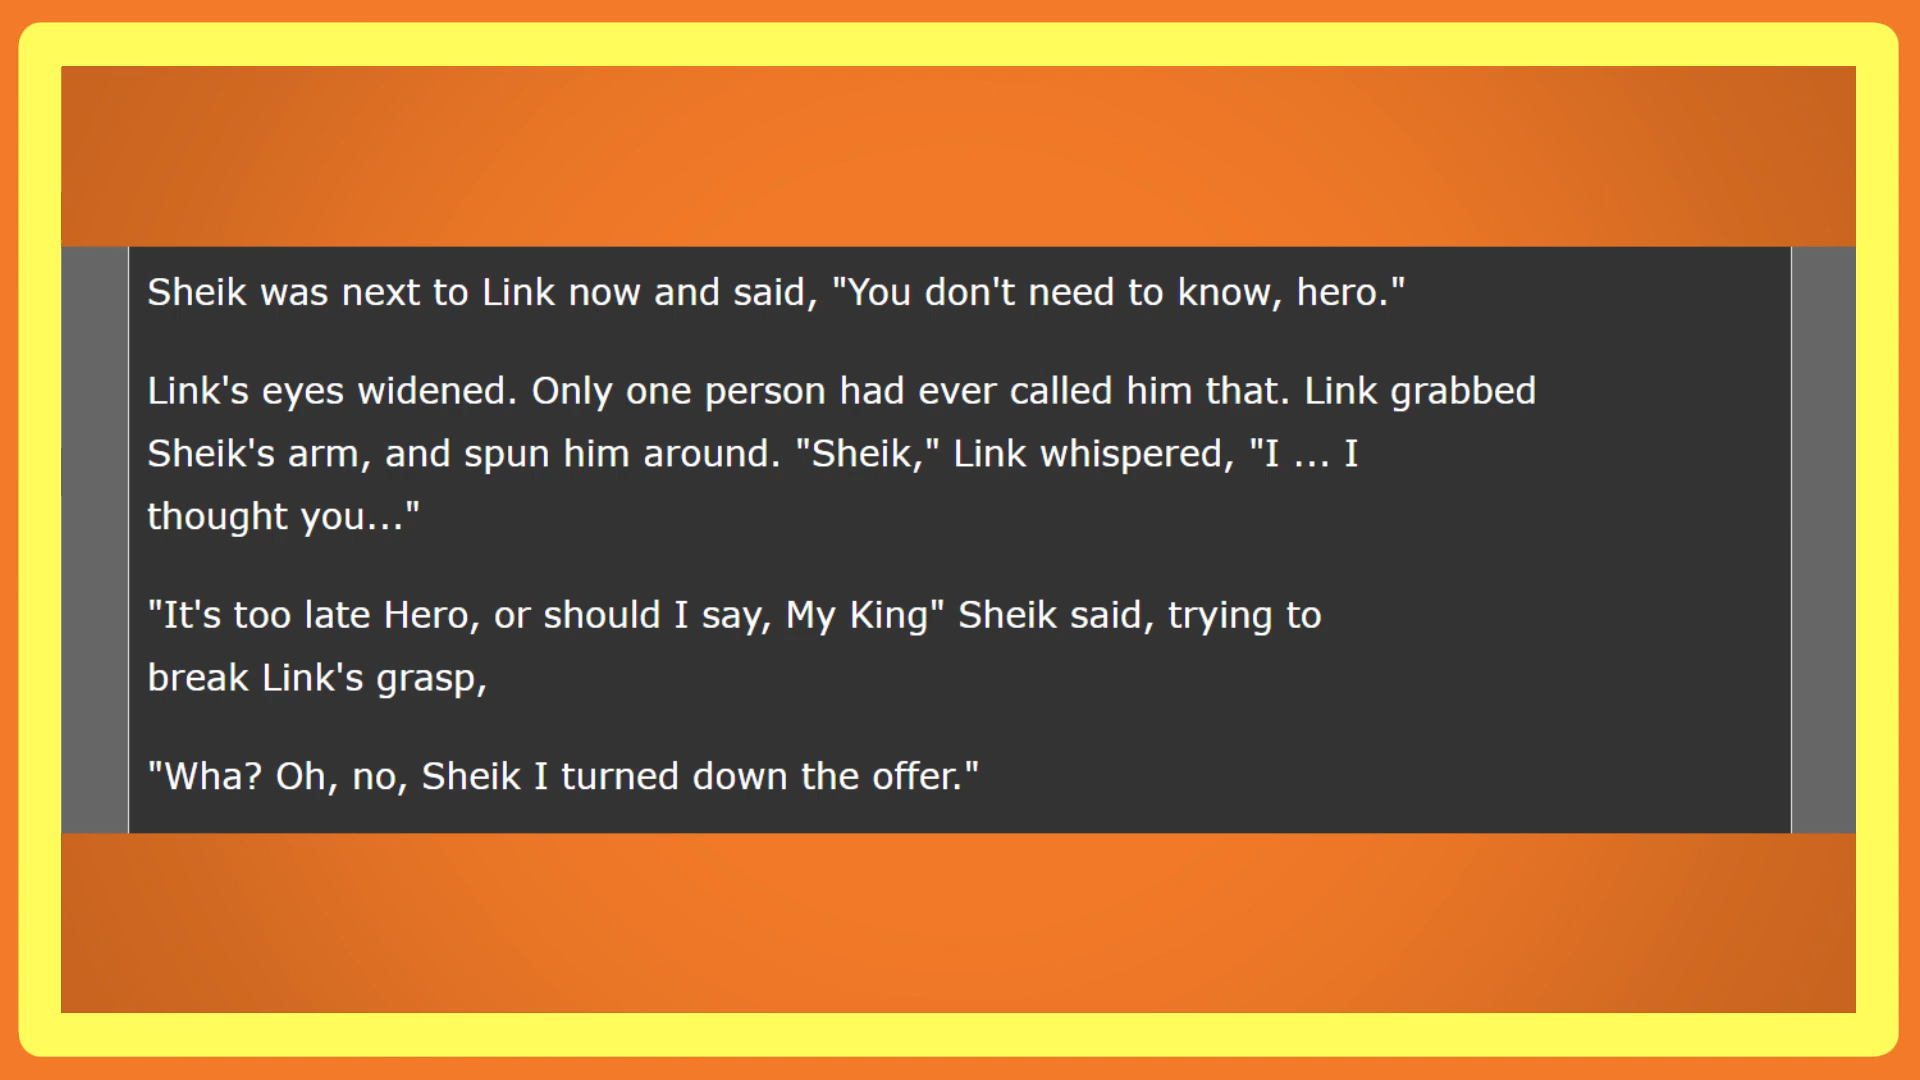 Sheik was next to Link now and said, "You don't need to know, hero."
Link's eyes widened. Only one person had ever called him that. Link grabbed
Sheik's arm, and spun him around. "Sheik," Link whispered, "I ... I
thought you..."
"It's too late Hero, or should I say, My King" Sheik said, trying to
break Link's grasp,
"Wha? Oh, no, Sheik I turned down the offer."